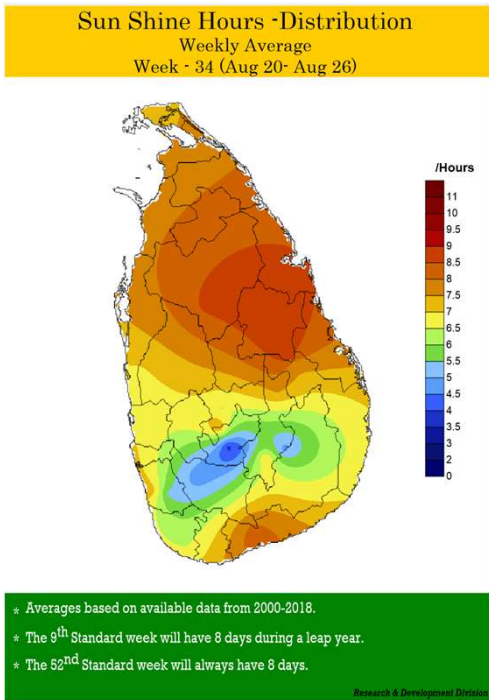 Sun Shine Hours -Distribution
Weekly Average
Week - 34 (Aug 20- Aug 26)
/Hours
11
10
9.5
9
8.5
8
7.5
7
6.5
6
5.5
5
4.5
4
3.5
3
2.5
2
0
* Averages based on available data from 2000-2018.
* The 9th Standard week will have 8 days during a leap year.
* The 52nd Standard week will always have 8 days.
Research & Development Division